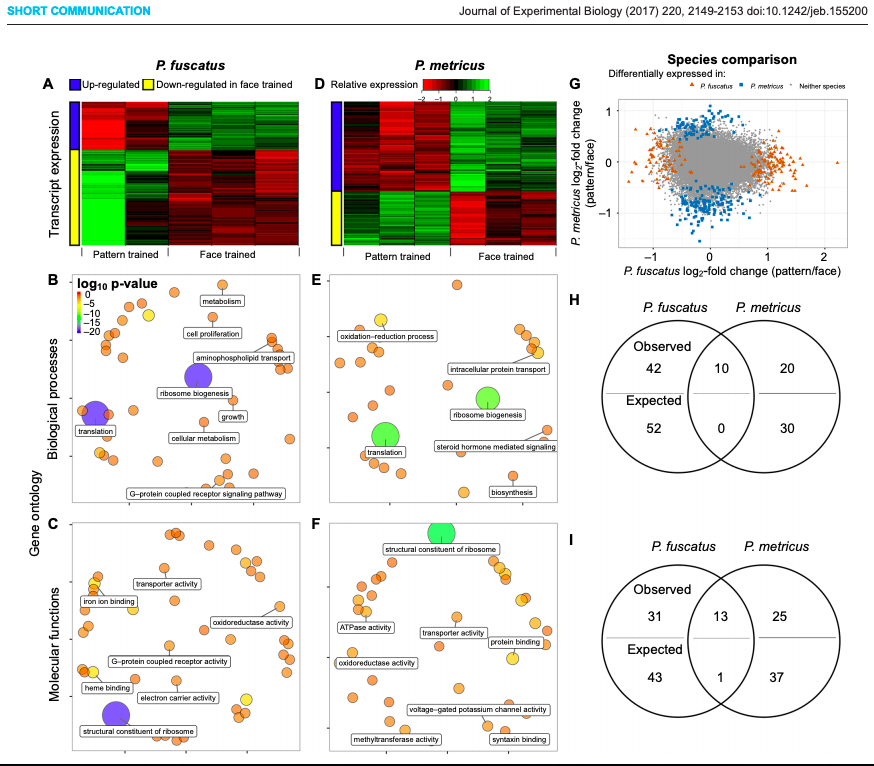 SHORT COMMUNICATION
Journal of Experimental Biology (2017) 220, 2149-2153 doi:10.1242/jeb.155200
P. fuscatus
P. metricus
Species comparison
A
Up-regulated
Down-regulated in face trained
D
Relative expression
−2 −1 0 1 2
G
Differentially expressed in:
P. fuscatus
P. metricus
Neither species
Transcript expression
Pattern trained
Face trained
Pattern trained
Face trained
P. metricus log2-fold change
(pattern/face)
1
0
−1
−1 0 1 2
P. fuscatus log2-fold change (pattern/face)
Gene ontology
Biological processes
B
log10 p-value
0
−5
−10
−15
−20
metabolism
cell proliferation
aminophospholipid transport
ribosome biogenesis
growth
translation
cellular metabolism
G−protein coupled receptor signaling pathway
E
oxidation−reduction process
intracellular protein transport
ribosome biogenesis
steroid hormone mediated signaling
translation
biosynthesis
H
P. fuscatus
P. metricus
Observed
42
10
20
Expected
52
0
30
Molecular functions
C
transporter activity
iron ion binding
oxidoreductase activity
G−protein coupled receptor activity
heme binding
electron carrier activity
structural constituent of ribosome
F
structural constituent of ribosome
ATPase activity
transporter activity
protein binding
oxidoreductase activity
voltage−gated potassium channel activity
methyltransferase activity
syntaxin binding
I
P. fuscatus
P. metricus
Observed
31
13
25
Expected
43
1
37